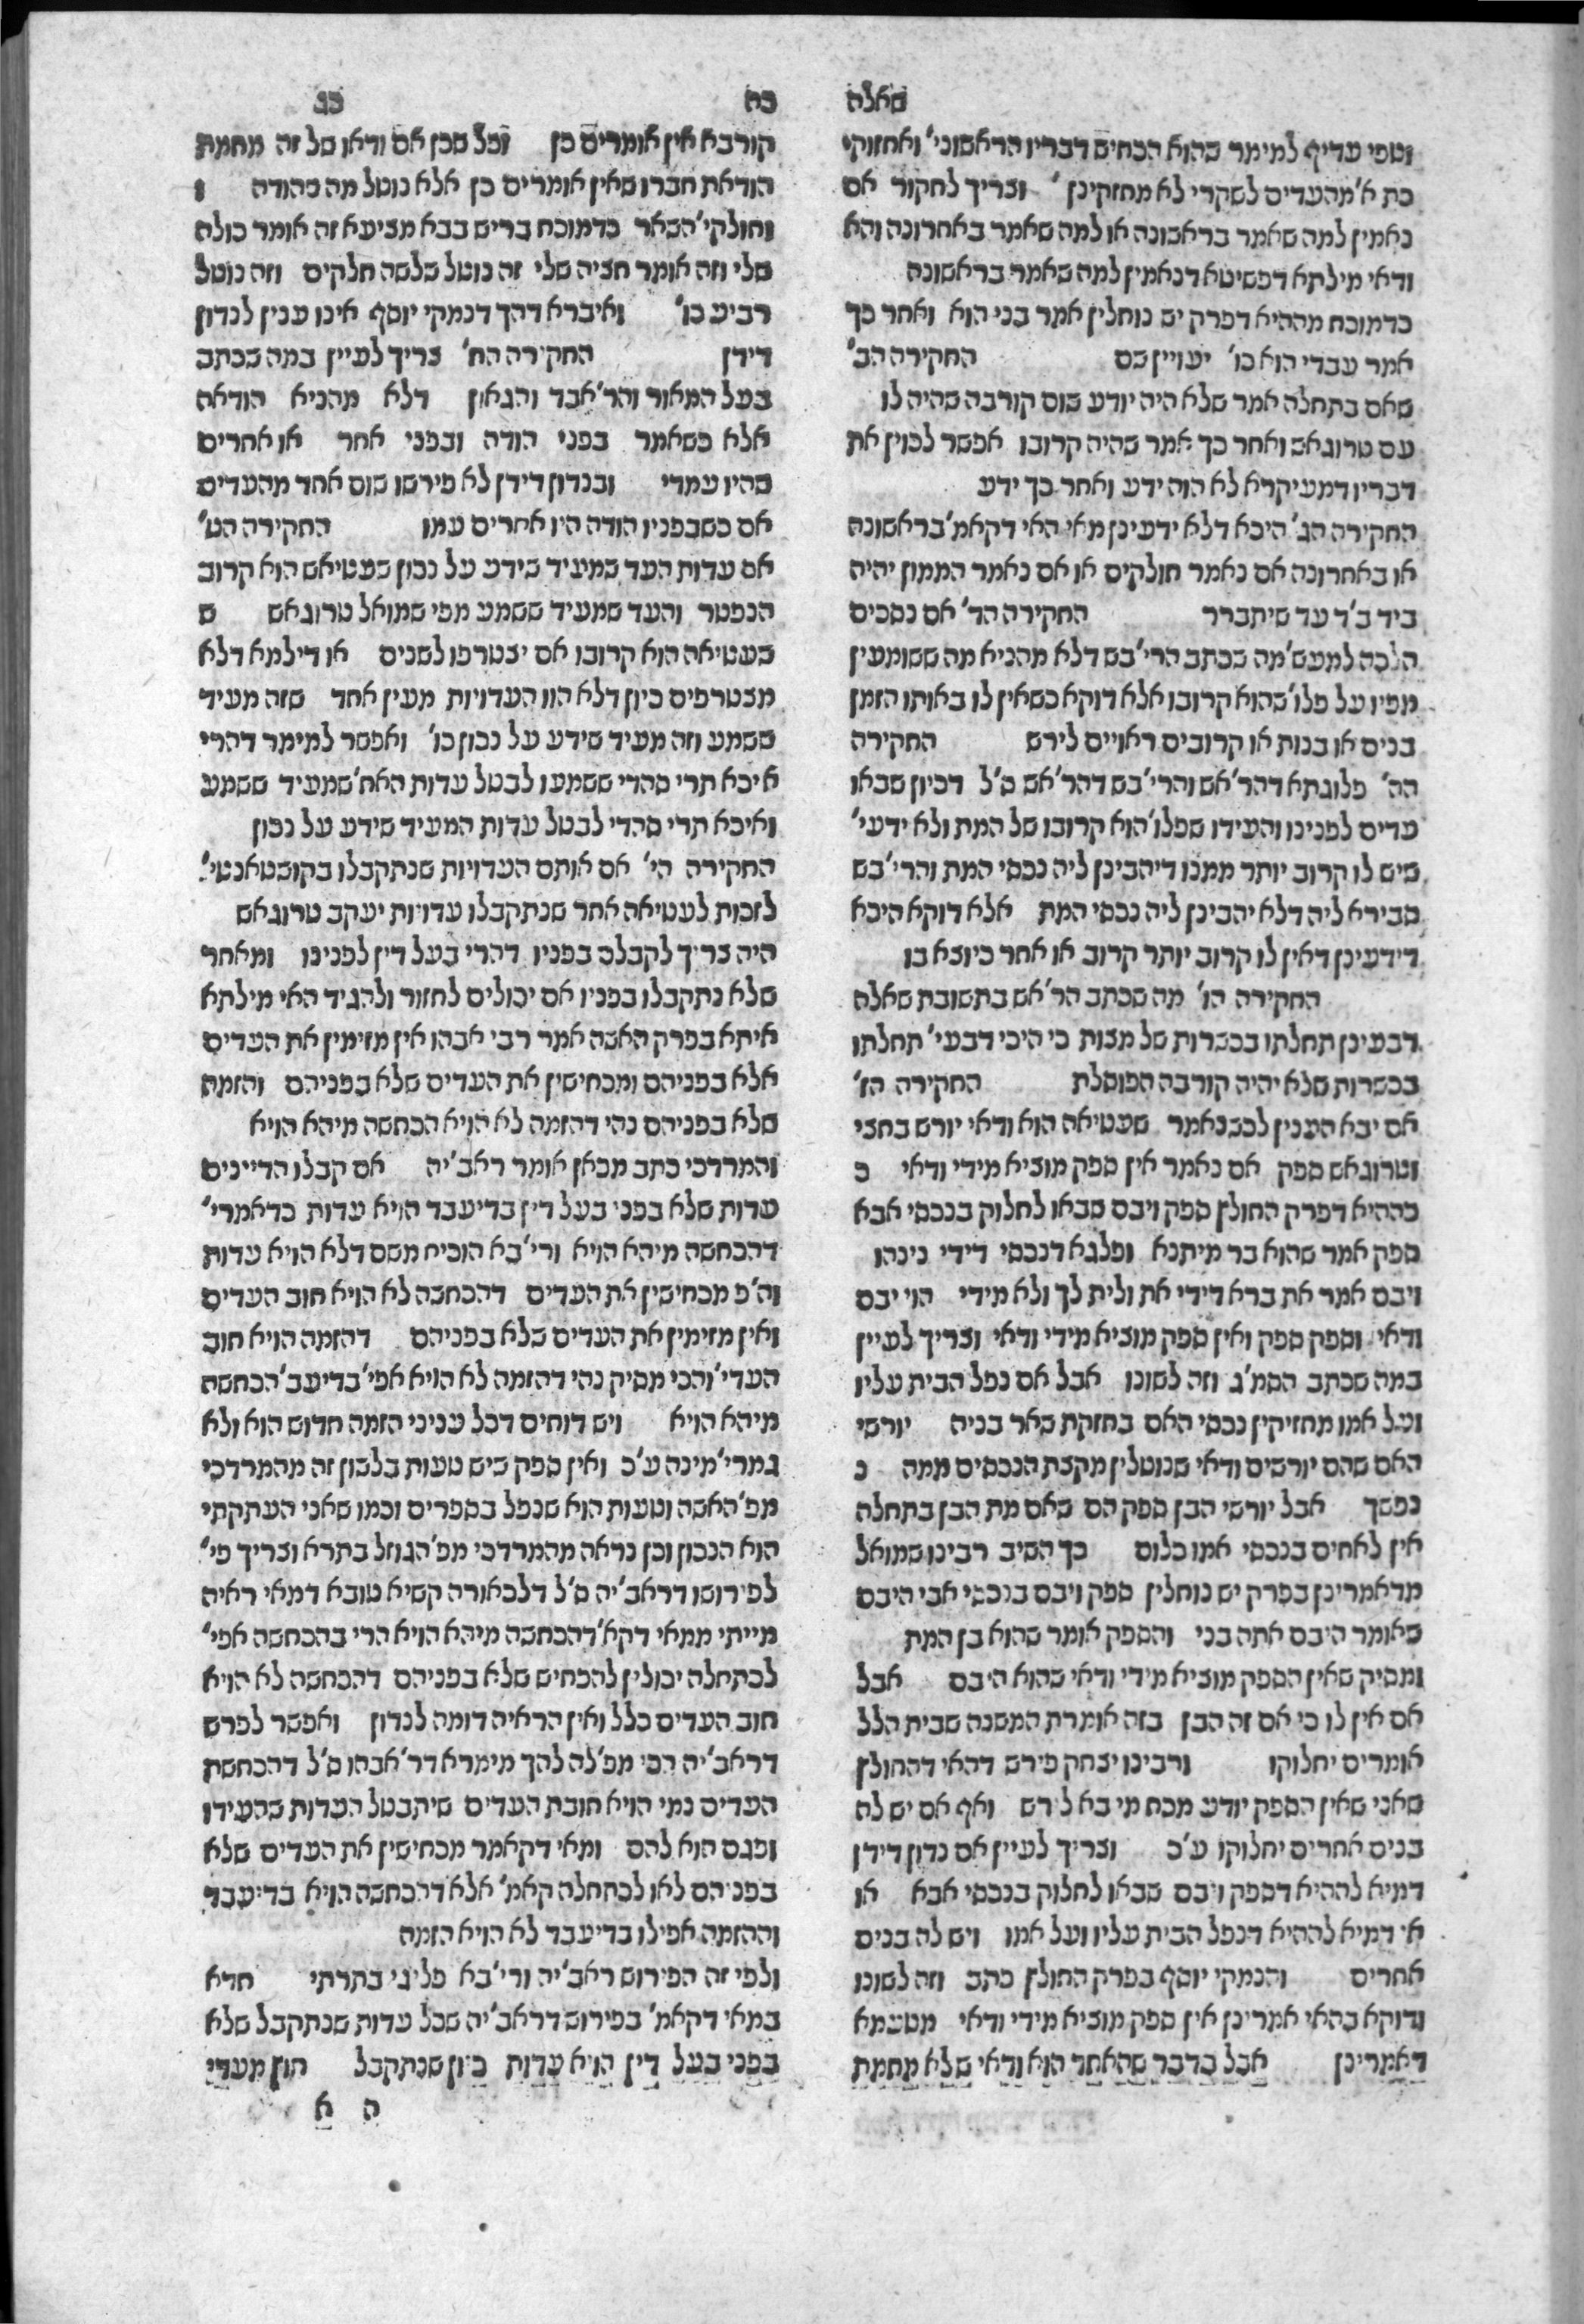 שאלה כה כג
וטפי עדיף למימר שהוא הכחיש דבריו הראשוני' ואחזוקי
כת א'מהעדים לשקרי לא מחזקינן ' וצריך לחקור אם
נאמין למה שאמר בראשונה או למה שאמר באחרונה והא
ודאי מילתא דפשיטא דנאמין למה שאמר בראשונה
כדמוכח מההיא דפרק יש נוחלין אמר בני הוא ואחר כך
אמר עבדי הוא כו' יעויין שם החקירה הב'
שאם בתחלה אמר שלא היה יודע שום קורבה שהיה לו
עם טרוגאש ואחר כך אמר שהיה קרובו אפשר לכוין את
דבריו דמעיקרא לא הוה ידע ואחר כך ידע
החקירה הג' היכא דלא ידעינן מאי האי דקאמ' בראשונה
או באחרונה אם נאמר חולקים או אם נאמר הממון יהיה
ביד ב'ד עד שיתברר החקירה הד' אם נסכים
הלכה למעש'מה שכתב הרי'בש דלא מהניא מה ששומעין
מפיו על פלו'שהוא קרובו אלא דוקא כשאין לו באותו הזמן
בנים או בנות או קרובים ראויים לירש החקירה
הה' פלוגתא דהר'אש והרי'בש דהר'אש ס'ל דכיון שבאו
עדים לפנינו והעידו שפלו'הוא קרובו של המת ולא ידעי'
שיש לו קרוב יותר ממנו דיהבינן ליה נכסי המת והרי'בש
סבירא ליה דלא יהבינן ליה נכסי המת אלא דוקא היכא
דידעינן דאין לו קרוב יותר קרוב או אחר כיוצא בו
החקירה הו' מה שכתב הר'אש בתשובת שאלה
דבעינן תחלתו בכשרות של מצות כי היכי דבעי' תחלתו
בכשרות שלא יהיה קורבה הפוסלת החקירה הז'
אם יבא הענין לכשנאמר שעטיאה הוא ודאי יורש בחצי
וטרוגאש ספק אם נאמר אין ספק מוציא מידי ודאי כ
כההיא דפרק החולץ ספק ויבם שבאו לחלוק בנכסי אבא
ספק אמר שהוא בר מיתנא ופלגא דנכסי דידי נינהו
ויבם אמר את ברא דידי את ולית לך ולא מידי הוי יבם
ודאי וספק ספק ואין ספק מוציא מידי ודאי וצריך לעיין
במה שכתב הסמ'ג וזה לשונו אבל אם נפל הבית עליו
ועל אמו מחזיקין נכסי האם בחזקת שאר בניה יורשי
האם שהם יורשים ודאי שנוטלין מקצת הנכסים ממה נ
נפשך אבל יורשי הבן ספק הם שאם מת הבן בתחלה
אין לאחים בנכסי אמו כלום כך השיב רבינו שמואל
מדאמרינן בפרק יש נוחלין ספק ויבם בנכסי אבי היבם
שאומר היבם אתה בני והספק אומר שהוא בן המת
ומסיק שאין הספק מוציא מידי ודאי שהוא היבם אבל
אם אין לו כי אם זה הבן בזה אומרת המשנה שבית הלל
אומרים יחלוקו ורבינו יצחק פירש דהאי דהחולץ
שאני שאין הספק יודע מכח מי בא לירש ואף אם יש לה
בנים אחרים יחלוקו ע'כ וצריך לעיין אם נדון דידן
דמיא לההיא דספק ויבם שבאו לחלוק בנכסי אבא או
א' דמיא לההיא דנפל הבית עליו ועל אמו ויש לה בנים
אחרים והנמקי יוסף בפרק החולץ כתב וזה לשונו
ודוקא בהאי אמרינן אין ספק מוציא מידי ודאי מטעמא
דאמרינן אבל בדבר שהאחד הוא ודאי שלא מחמת
קורבא אין אומרים כן וכל שכן אם ודאו של זה מחמת
הודאת חברו שאין אומרים כן אלא נוטל מה שהודה ו
וחולקי'השאר כדמוכח בריש בבא מציעא זה אומר כולה
שלי וזה אומר חציה שלי זה נוטל שלשה חלקים וזה נוטל
רביע כו' ואיברא דהך דנמקי יוסף אינו ענין לנדון
דידן החקירה הח' צריך לעיין במה שכתב
בעל המאור והר'אבד והגאון דלא מהניא הודאה
אלא כשאמר בפני הודה ובפני אחר או אחרים
שהיו עמדי ובנדון דידן לא פירשו שום אחד מהעדים
אם כשבפניו הודה היו אחרים עמו החקירה הט'
אם עדות העד שמעיד שידע על נכון שעטיאש הוא קרוב
הנפטר והעד שמעיד ששמע מפי שמואל טרוגאש ש
שעטיאה הוא קרובו אם יצטרפו לשנים או דילמא דלא
מצטרפים כיון דלא הוו העדויות מעין אחד שזה מעיד
ששמע וזה מעיד שידע על נכון כו' ואפשר למימר דהרי
איכא תרי סהדי ששמעו לבטל עדות האח'שמעיד ששמע
ואיכא תרי סהדי לבטל עדות המעיד שידע על נכון
החקירה הי' אם אותם העדויות שנתקבלו בקושטאנטי'
לזכות לעטיאה אחר שנתקבלו עדויות יעקב טרוגאש
היה צריך לקבלם בפניו דהרי בעל דין לפנינו ומאחר
שלא נתקבלו בפניו אם יכולים לחזור ולהגיד האי מילתא
איתא בפרק האשה אמר רבי אבהו אין מזימין את העדים
אלא בפניהם ומכחישין את העדים שלא בפניהם והזמה
שלא בפניהם נהי דהזמה לא הויא הכחשה מיהא הויא
והמרדכי כתב מכאן אומר ראב'יה אם קבלו הדיינים
עדות שלא בפני בעל דין בדיעבד הויא עדות כדאמרי'
דהכחשה מיהא הויא ורי'בא הוכיח משם דלא הויא עדות
וה'פ מכחישין את העדים דהכחשה לא הויא חוב העדים
ואין מזימין את העדים שלא בפניהם דהזמה הויא חוב
העדי'והכי מסיק נהי דהזמה לא הויא אפי'בדיעב'הכחשה
מיהא הויא ויש דוחים דכל עניני הזמה חדוש הוא ולא
גמרי'מינה ע'כ ואין ספק שיש טעות בלשון זה מהמרדכי
מפ'האשה וטעות הוא שנפל בספרים וכמו שאני העתקתי
הוא הנכון וכן נראה מהמרדכי מפ'הגוזל בתרא וצריך פי'
לפירושו דראב'יה ס'ל דלכאורה קשיא טובא דמאי ראיה
מייתי ממאי דקא'דהכחשה מיהא הויא הרי בהכחשה אפי'
לכתחלה יכולין להכחיש שלא בפניהם דהכחשה לא הויא
חוב העדים כלל ואין הראיה דומה לנדון ואפשר לפרש
דראב'יה הכי מפ'לה להך מימרא דר'אבהו ס'ל דהכחשת
העדים נמי הויא חובת העדים שיתבטל העדות שהעידו
ופגם הוא להם ומאי דקאמר מכחישין את העדים שלא
בפניהם לאו לכתחלה קאמ' אלא דהכחשה הויא בדיעבד
וההזמה אפילו בדיעבד לא הויא הזמה
ולפי זה הפירוש ראב'יה ורי'בא פליגי בתרתי חדא
במאי דקאמ' בפירוש דראב'יה שכל עדות שנתקבל שלא
בפני בעל דין הויא עדות כיון שנתקבל חוץ מעדי
ה א